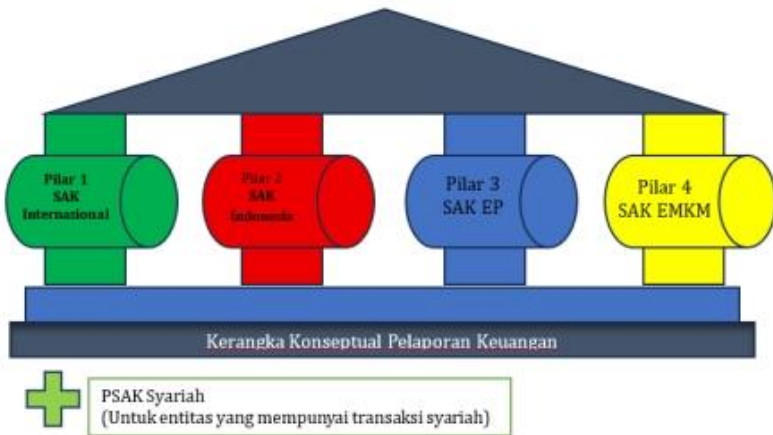 Pilar 1
SAK
International
Pilar 2
SAK
Indonesia
Pilar 3
SAK EP
Pilar 4
SAK EMKM
Kerangka Konseptual Pelaporan Keuangan
PSAK Syariah
(Untuk entitas yang mempunyai transaksi syariah)